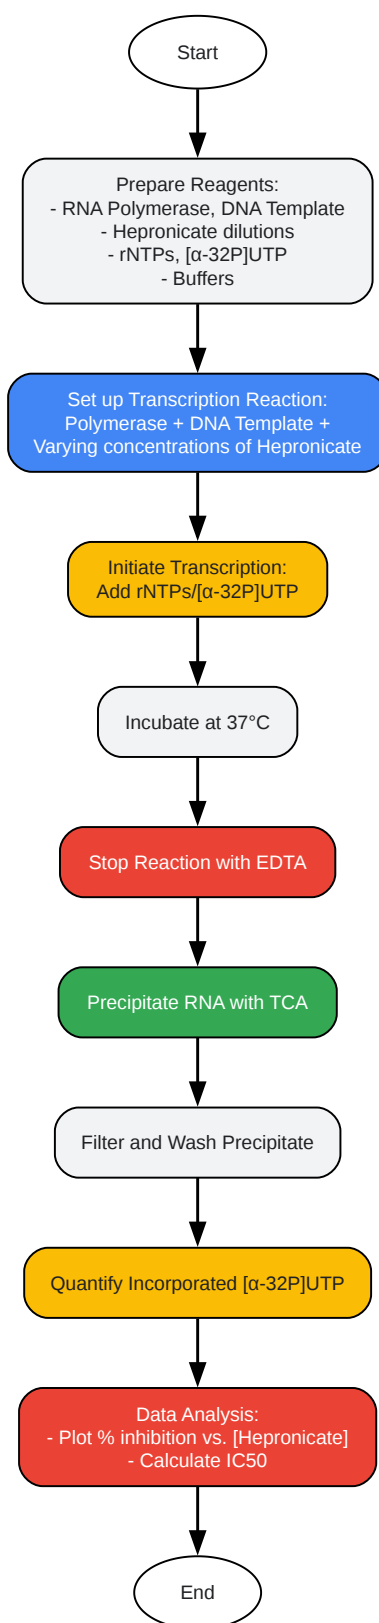 Start
Prepare Reagents:
- RNA Polymerase, DNA Template
- Hepronicate dilutions
- rNTPs, [α-32P]UTP
- Buffers
Set up Transcription Reaction:
Polymerase + DNA Template +
Varying concentrations of Hepronicate
Initiate Transcription:
Add rNTPs/[α-32P]UTP
Incubate at 37°C
Stop Reaction with EDTA
Precipitate RNA with TCA
Filter and Wash Precipitate
Quantify Incorporated [α-32P]UTP
Data Analysis:
- Plot % inhibition vs. [Hepronicate]
- Calculate IC50
End